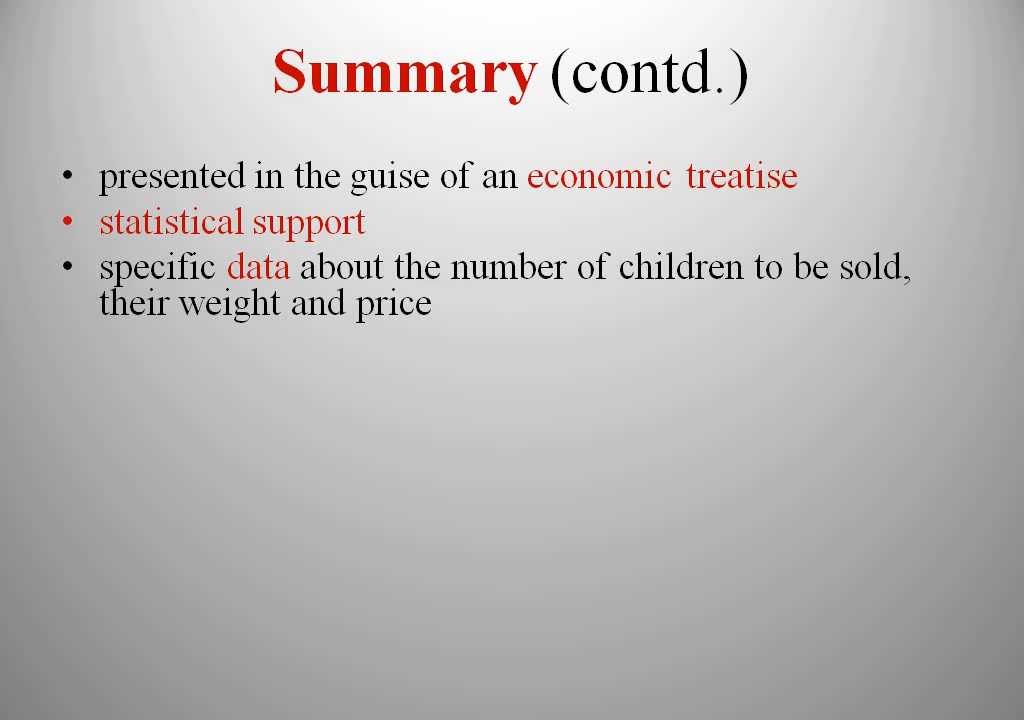 Summary (contd.)
• presented in the guise of an economic treatise
• statistical support
• specific data about the number of children to be sold,
their weight and price